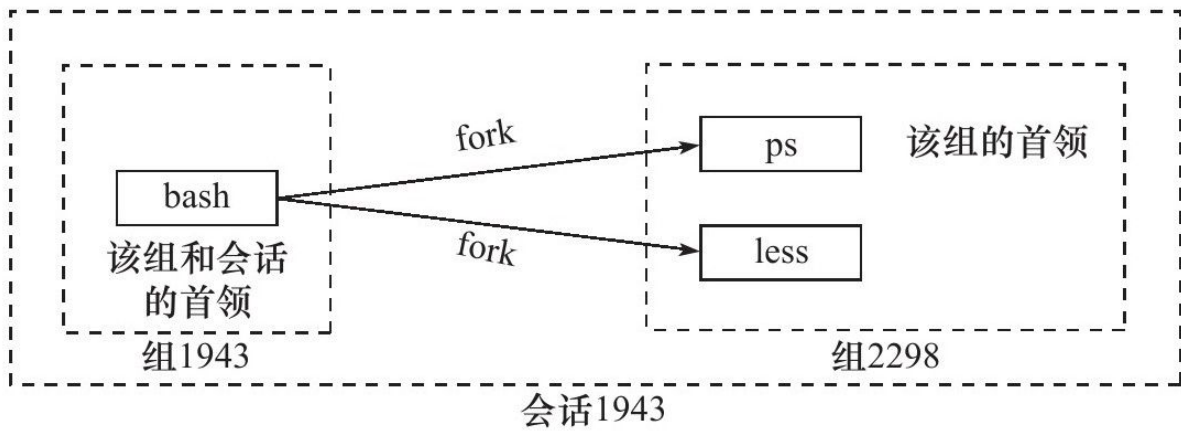 fork
ps
该组的首领
bash
fork
less
该组和会话
的首领
组1943
组2298
会话1943